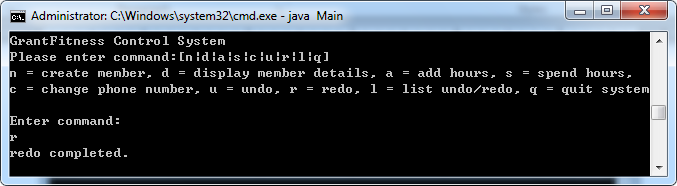 Administrator: C:\Windows\system32\cmd.exe - java  Main
GrantFitness Control System
Please enter command:[n|d|a|s|c|u|r|l|q]
n = create member, d = display member details, a = add hours, s = spend hours,
c = change phone number, u = undo, r = redo, l = list undo/redo, q = quit system
Enter command:
r
redo completed.